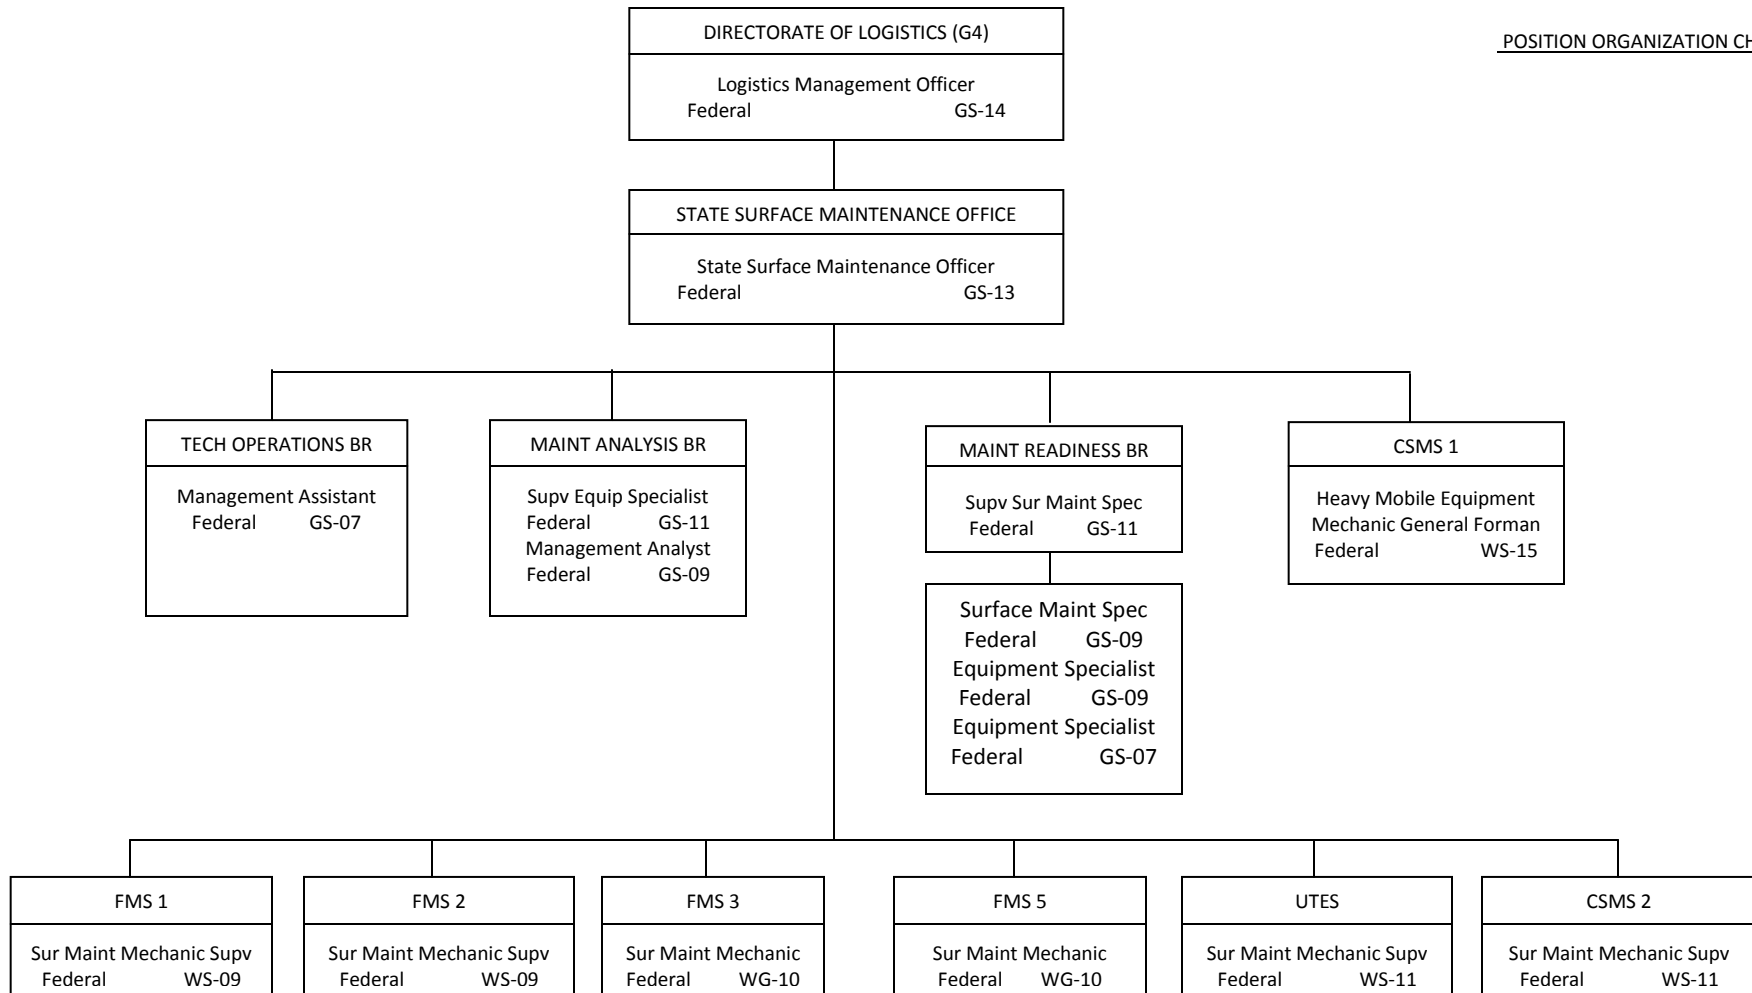 DIRECTORATE OF LOGISTICS (G4)
POSITION ORGANIZATION CH
Logistics Management Officer
Federal GS-14
STATE SURFACE MAINTENANCE OFFICE
State Surface Maintenance Officer
Federal GS-13
TECH OPERATIONS BR
Management Assistant
Federal GS-07
MAINT ANALYSIS BR
Supv Equip Specialist
Federal GS-11
Management Analyst
Federal GS-09
MAINT READINESS BR
Supv Sur Maint Spec
Federal GS-11
Surface Maint Spec
Federal GS-09
Equipment Specialist
Federal GS-09
Equipment Specialist
Federal GS-07
CSMS 1
Heavy Mobile Equipment
Mechanic General Forman
Federal WS-15
FMS 1
Sur Maint Mechanic Supv
Federal WS-09
FMS 2
Sur Maint Mechanic Supv
Federal WS-09
FMS 3
Sur Maint Mechanic
Federal WG-10
FMS 5
Sur Maint Mechanic
Federal WG-10
UTES
Sur Maint Mechanic Supv
Federal WS-11
CSMS 2
Sur Maint Mechanic Supv
Federal WS-11